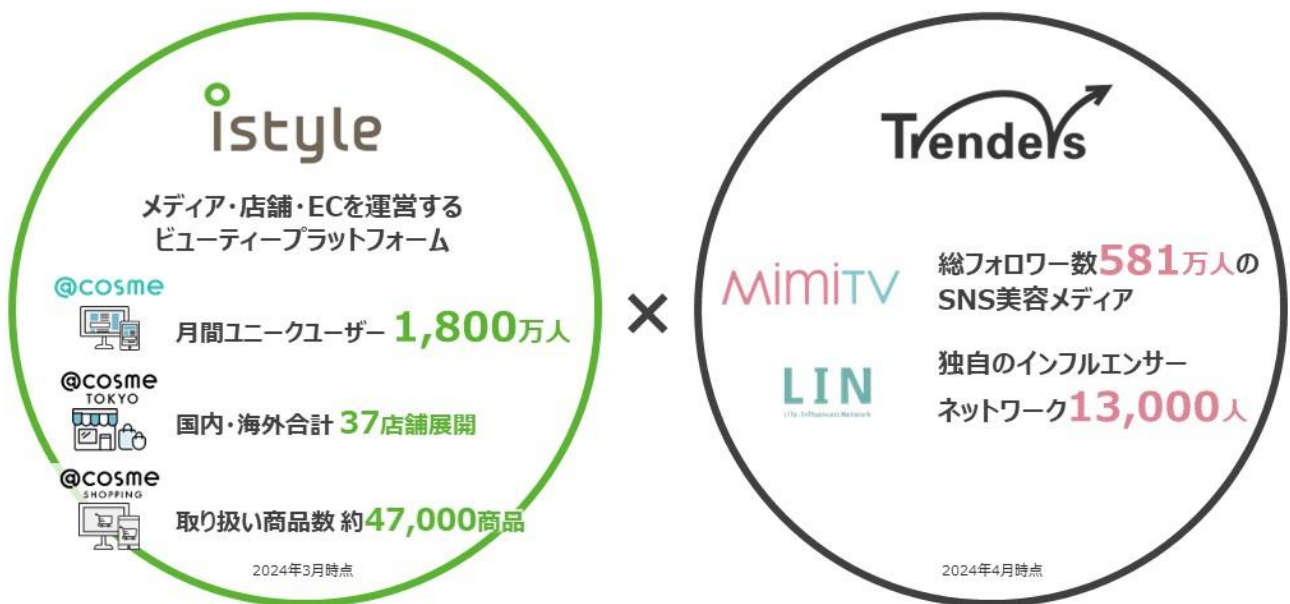 istyle
メディア・店舗・ECを運営する
ビューティープラットフォーム
@cosme
月間ユニークユーザー 1,800万人
@cosme
TOKYO
国内・海外合計 37店舗展開
@cosme
SHOPPING
取り扱い商品数 約47,000商品
2024年3月時点
×
Trenders
MimiTV
総フォロワー数581万人の
SNS美容メディア
LIN
独自のインフルエンサー
ネットワーク13,000人
2024年4月時点